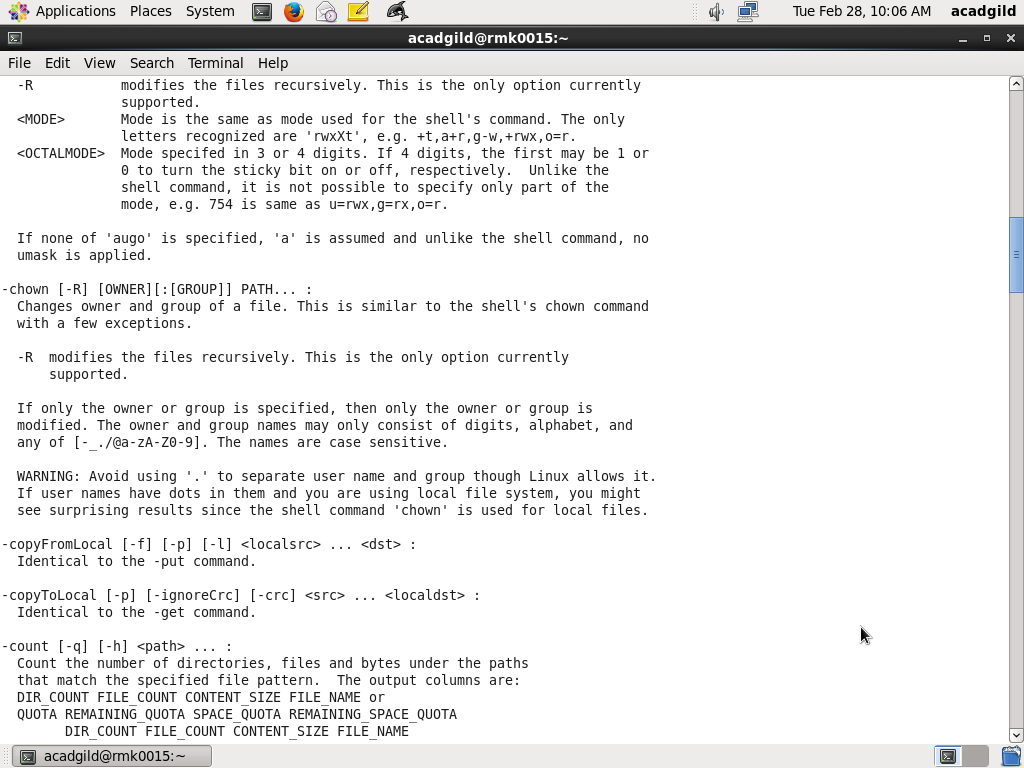 Applications Places System Tue Feb 28, 10:06 AM acadgild
acadgild@rmk0015:~
File Edit View Search Terminal Help
-R modifies the files recursively. This is the only option currently
supported.
<MODE> Mode is the same as mode used for the shell's command. The only
letters recognized are 'rwxXt', e.g. +t,a+r,g-w,+rwx,o=r.
<OCTALMODE> Mode specifed in 3 or 4 digits. If 4 digits, the first may be 1 or
0 to turn the sticky bit on or off, respectively. Unlike the
shell command, it is not possible to specify only part of the
mode, e.g. 754 is same as u=rwx,g=rx,o=r.
If none of 'augo' is specified, 'a' is assumed and unlike the shell command, no
umask is applied.
-chown [-R] [OWNER][:[GROUP]] PATH... :
Changes owner and group of a file. This is similar to the shell's chown command
with a few exceptions.
-R modifies the files recursively. This is the only option currently
supported.
If only the owner or group is specified, then only the owner or group is
modified. The owner and group names may only consist of digits, alphabet, and
any of [-_./@a-zA-Z0-9]. The names are case sensitive.
WARNING: Avoid using '.' to separate user name and group though Linux allows it.
If user names have dots in them and you are using local file system, you might
see surprising results since the shell command 'chown' is used for local files.
-copyFromLocal [-f] [-p] [-l] <localsrc> ... <dst> :
Identical to the -put command.
-copyToLocal [-p] [-ignoreCrc] [-crc] <src> ... <localdst> :
Identical to the -get command.
-count [-q] [-h] <path> ... :
Count the number of directories, files and bytes under the paths
that match the specified file pattern. The output columns are:
DIR_COUNT FILE_COUNT CONTENT_SIZE FILE_NAME or
QUOTA REMAINING_QUOTA SPACE_QUOTA REMAINING_SPACE_QUOTA
DIR_COUNT FILE_COUNT CONTENT_SIZE FILE_NAME
acadgild@rmk0015:~